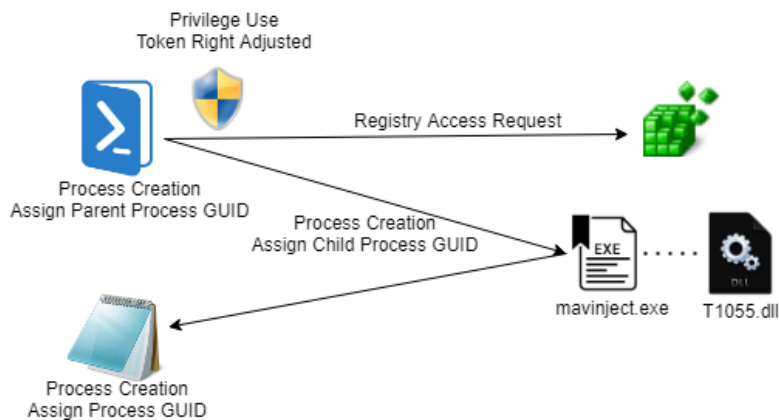 Privilege Use
Token Right Adjusted
Registry Access Request
Process Creation
Assign Parent Process GUID
Process Creation
Assign Child Process GUID
EXE
DLL
mavinject.exe
T1055.dll
Process Creation
Assign Process GUID